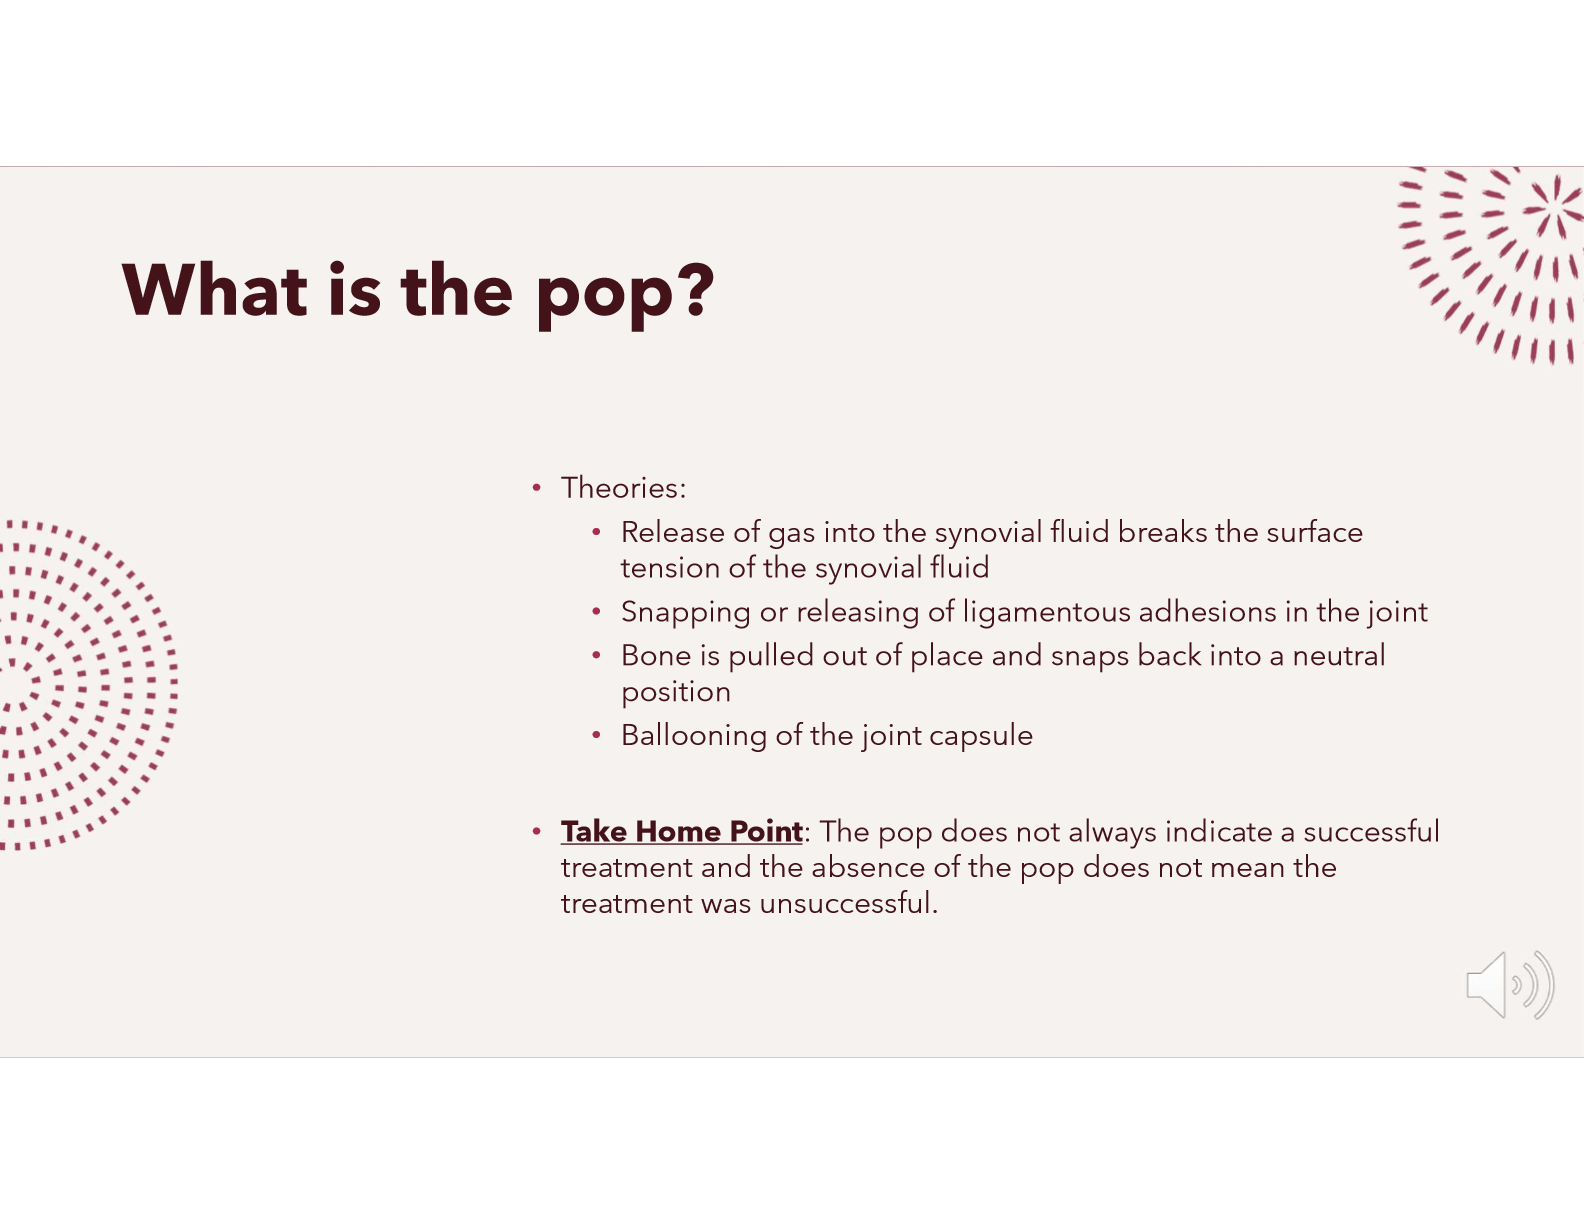 What is the pop?
• Theories:
• Release of gas into the synovial fluid breaks the surface
tension of the synovial fluid
• Snapping or releasing of ligamentous adhesions in the joint
• Bone is pulled out of place and snaps back into a neutral
position
• Ballooning of the joint capsule
• Take Home Point: The pop does not always indicate a successful
treatment and the absence of the pop does not mean the
treatment was unsuccessful.